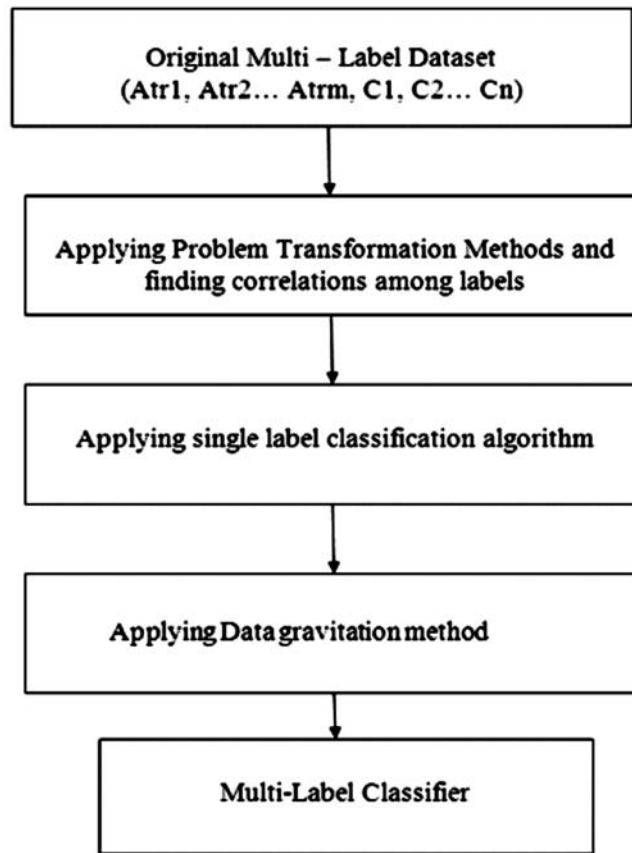 Original Multi – Label Dataset
(Atr1, Atr2... Atrm, C1, C2... Cn)
Applying Problem Transformation Methods and
finding correlations among labels
Applying single label classification algorithm
Applying Data gravitation method
Multi-Label Classifier